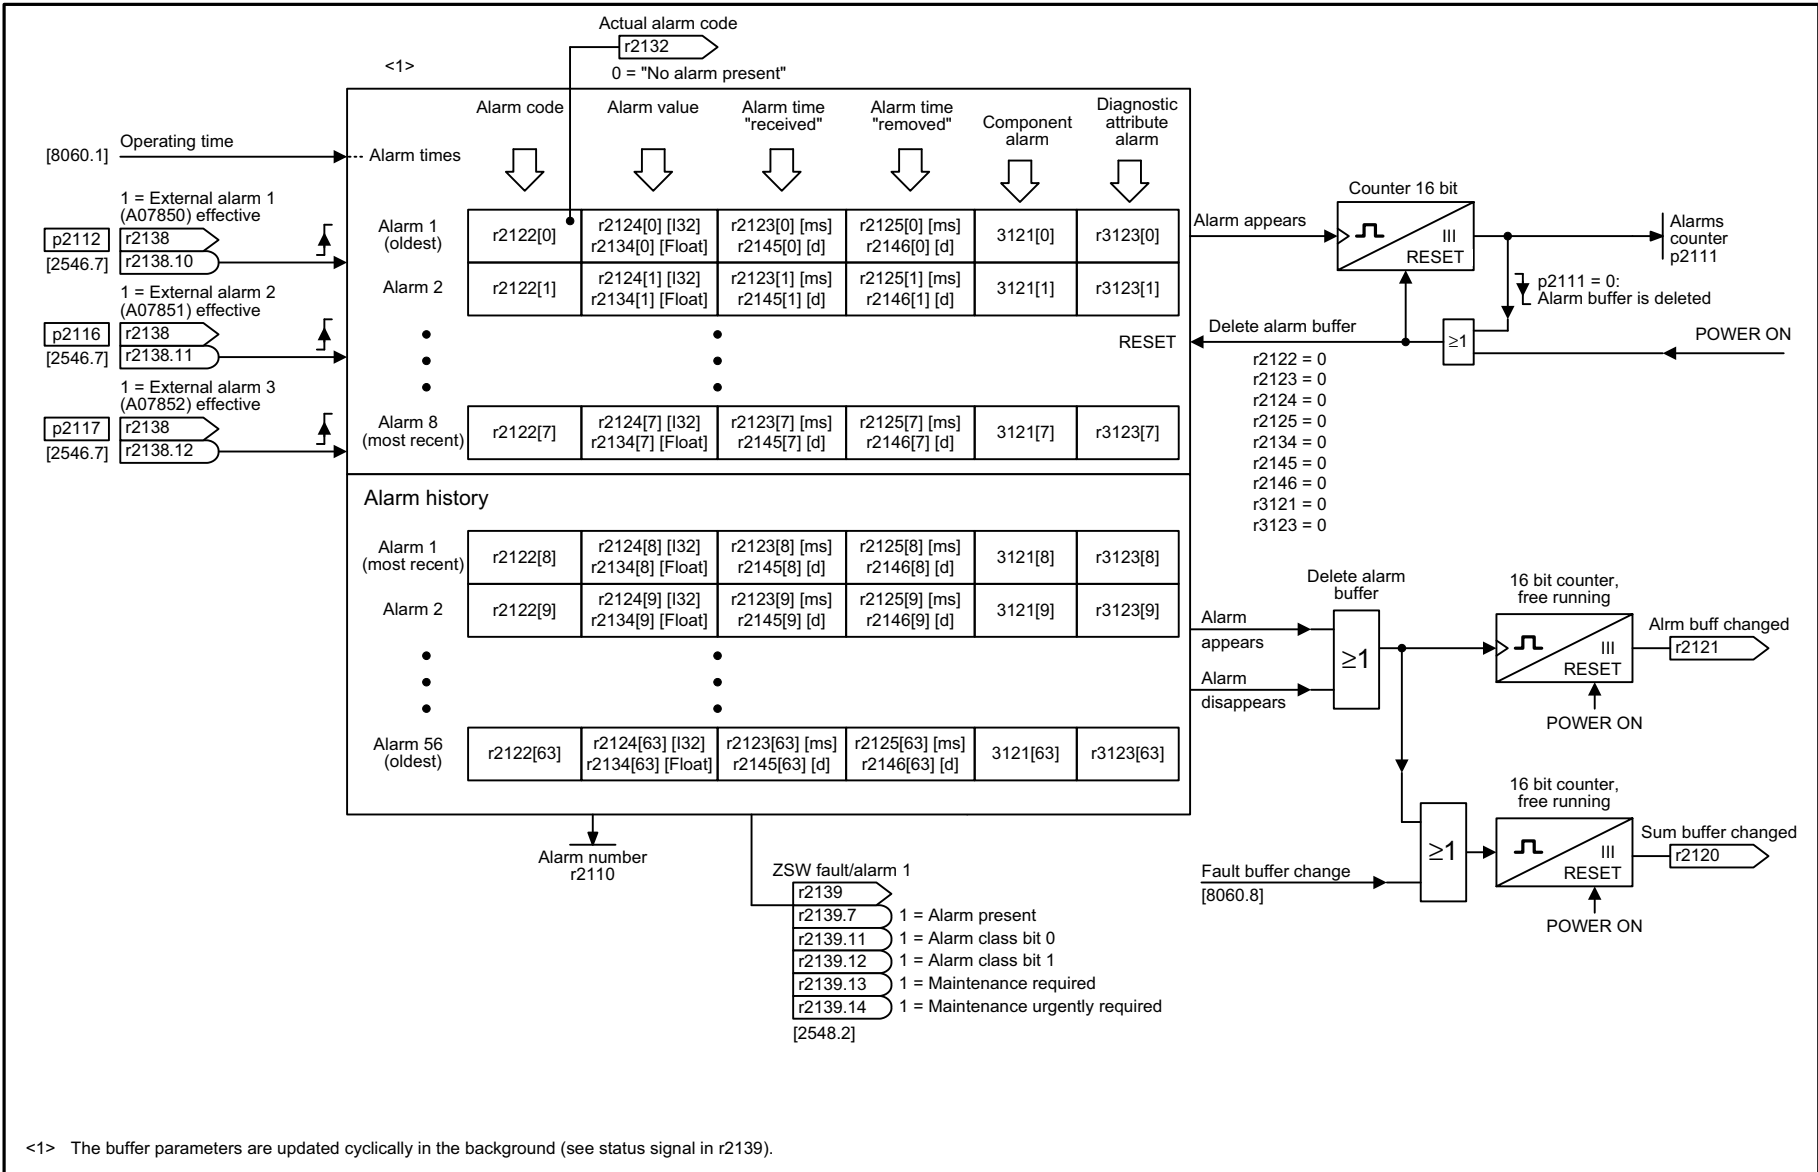 Actual alarm code
r2132
0 = "No alarm present"
<1>
Alarm code
Alarm value
Alarm time
"received"
Alarm time
"removed"
Component
alarm
Diagnostic
attribute
alarm
[8060.1]
Operating time
Alarm times
1 = External alarm 1
(A07850) effective
p2112
r2138
[2546.7]
r2138.10
1 = External alarm 2
(A07851) effective
p2116
r2138
[2546.7]
r2138.11
1 = External alarm 3
(A07852) effective
p2117
r2138
[2546.7]
r2138.12
Alarm 1
(oldest)
r2122[0]
r2124[0] [I32]
r2134[0] [Float]
r2123[0] [ms]
r2145[0] [d]
r2125[0] [ms]
r2146[0] [d]
3121[0]
r3123[0]
Alarm 2
r2122[1]
r2124[1] [I32]
r2134[1] [Float]
r2123[1] [ms]
r2145[1] [d]
r2125[1] [ms]
r2146[1] [d]
3121[1]
r3123[1]
RESET
Alarm 8
(most recent)
r2122[7]
r2124[7] [I32]
r2134[7] [Float]
r2123[7] [ms]
r2145[7] [d]
r2125[7] [ms]
r2146[7] [d]
3121[7]
r3123[7]
Alarm appears
Counter 16 bit
III
RESET
Alarms
counter
p2111
p2111 = 0:
Alarm buffer is deleted
≥1
POWER ON
Delete alarm buffer
r2122 = 0
r2123 = 0
r2124 = 0
r2125 = 0
r2134 = 0
r2145 = 0
r2146 = 0
r3121 = 0
r3123 = 0
Alarm history
Alarm 1
(most recent)
r2122[8]
r2124[8] [I32]
r2134[8] [Float]
r2123[8] [ms]
r2145[8] [d]
r2125[8] [ms]
r2146[8] [d]
3121[8]
r3123[8]
Alarm 2
r2122[9]
r2124[9] [I32]
r2134[9] [Float]
r2123[9] [ms]
r2145[9] [d]
r2125[9] [ms]
r2146[9] [d]
3121[9]
r3123[9]
Alarm 56
(oldest)
r2122[63]
r2124[63] [I32]
r2134[63] [Float]
r2123[63] [ms]
r2145[63] [d]
r2125[63] [ms]
r2146[63] [d]
3121[63]
r3123[63]
Alarm
appears
Alarm
disappears
Delete alarm
buffer
≥1
16 bit counter,
free running
III
RESET
POWER ON
Alrm buff changed
r2121
Fault buffer change
[8060.8]
≥1
16 bit counter,
free running
III
RESET
POWER ON
Sum buffer changed
r2120
Alarm number
r2110
ZSW fault/alarm 1
r2139
r2139.7 1 = Alarm present
r2139.11 1 = Alarm class bit 0
r2139.12 1 = Alarm class bit 1
r2139.13 1 = Maintenance required
r2139.14 1 = Maintenance urgently required
[2548.2]
<1> The buffer parameters are updated cyclically in the background (see status signal in r2139).